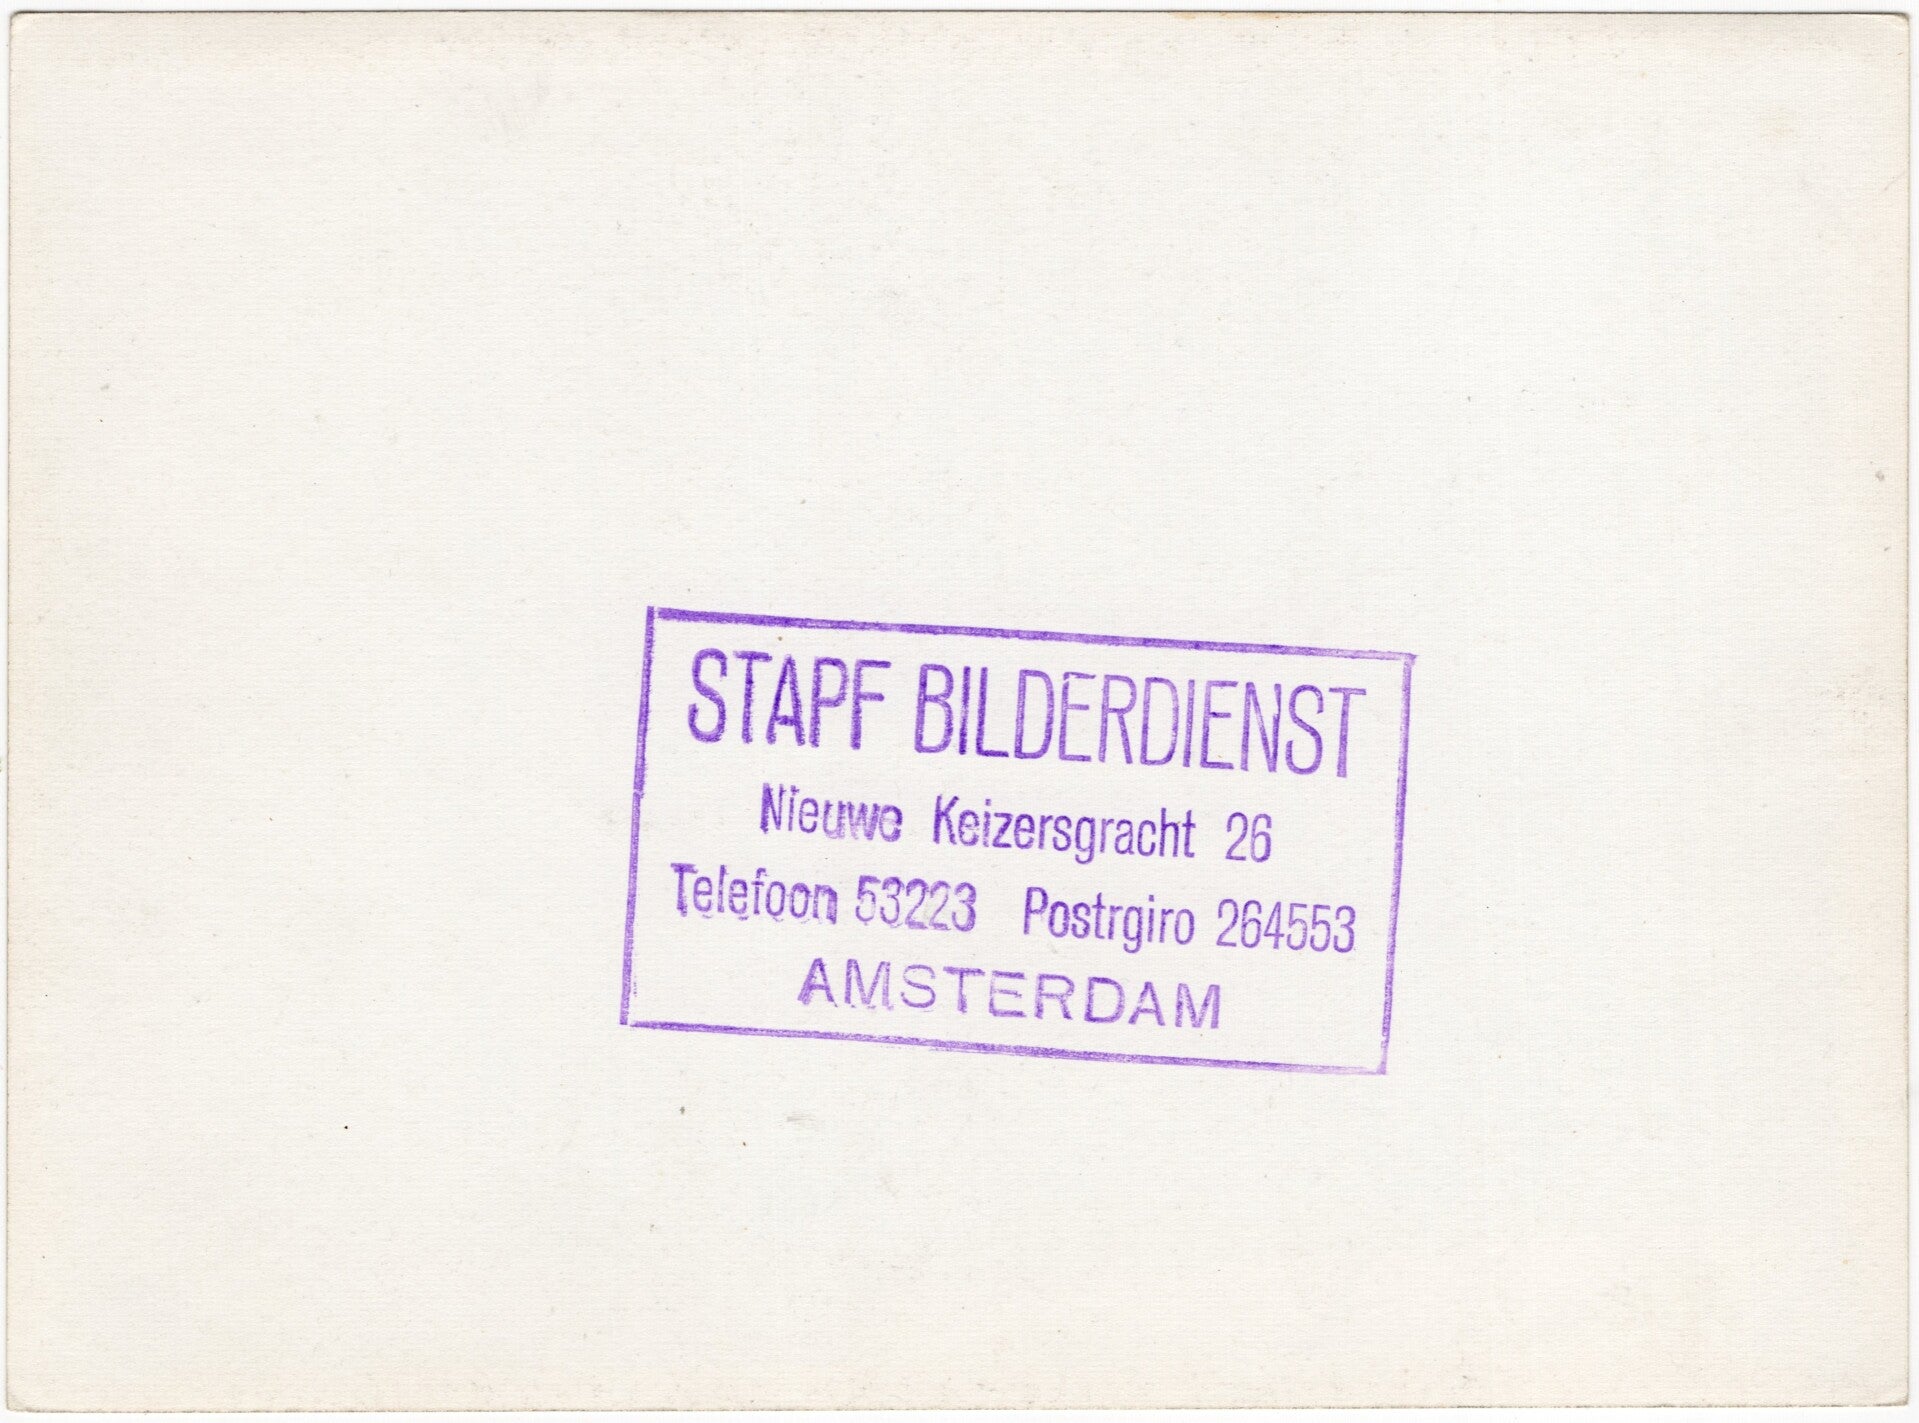 STAPF BILDERDIENST
Nieuwe Keizersgracht 26
Telefoon 53223 Postrgiro 264553
AMSTERDAM